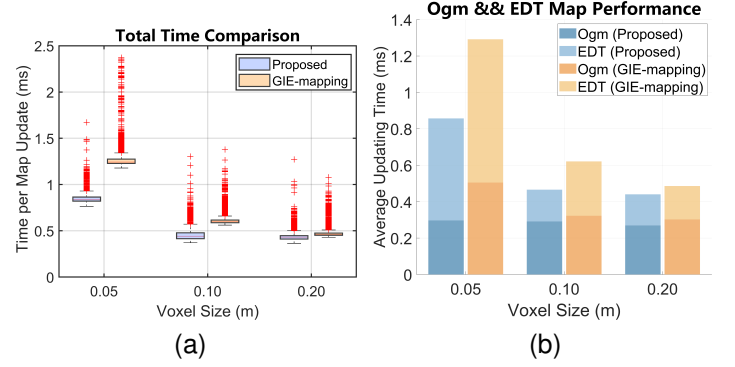 Total Time Comparison
Time per Map Update (ms)
2.5
2
1.5
1
0.5
0
Proposed
GIE-mapping
0.05
0.10
0.20
Voxel Size (m)
(a)
Ogm && EDT Map Performance
Average Updating Time (ms)
1.4
1.2
1
0.8
0.6
0.4
0.2
0
Ogm (Proposed)
EDT (Proposed)
Ogm (GIE-mapping)
EDT (GIE-mapping)
0.05
0.10
0.20
Voxel Size (m)
(b)